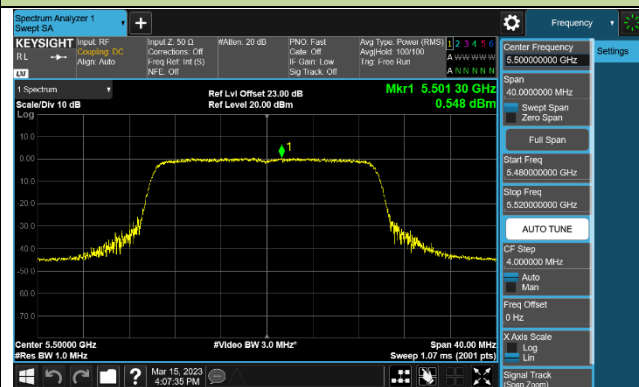 Spectrum Analyzer 1
Swept SA
+
Frequency
KEYSIGHT
RL
LXI
Input: RF
Coupling: DC
Align: Auto
Input Z: 50 Ω
Corrections: Off
Freq Ref: Int (S)
NFE: Off
#Atten: 20 dB
PNO: Fast
Gate: Off
IF Gain: Low
Sig Track: Off
Avg Type: Power (RMS)
Avg|Hold: 100/100
Trig: Free Run
1 2 3 4 5 6
A W W W W W
A N N N N N
1 Spectrum
Scale/Div 10 dB
Log
Ref Lvl Offset 23.00 dB
Ref Level 20.00 dBm
Mkr1 5.501 30 GHz
0.548 dBm
10.0
0.00
-10.0
-20.0
-30.0
-40.0
-50.0
-60.0
-70.0
1
Center 5.50000 GHz
#Res BW 1.0 MHz
#Video BW 3.0 MHz*
Span 40.00 MHz
Sweep 1.07 ms (2001 pts)
Center Frequency
5.500000000 GHz
Settings
Span
40.0000000 MHz
Swept Span
Zero Span
Full Span
Start Freq
5.480000000 GHz
Stop Freq
5.520000000 GHz
AUTO TUNE
CF Step
4.000000 MHz
Auto
Man
Freq Offset
0 Hz
X Axis Scale
Log
Lin
Signal Track
(Span Zoom)
?
Mar 15, 2023
4:07:35 PM